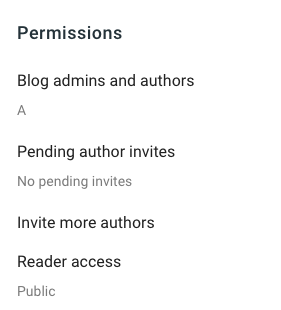 Permissions
Blog admins and authors
A
Pending author invites
No pending invites
Invite more authors
Reader access
Public